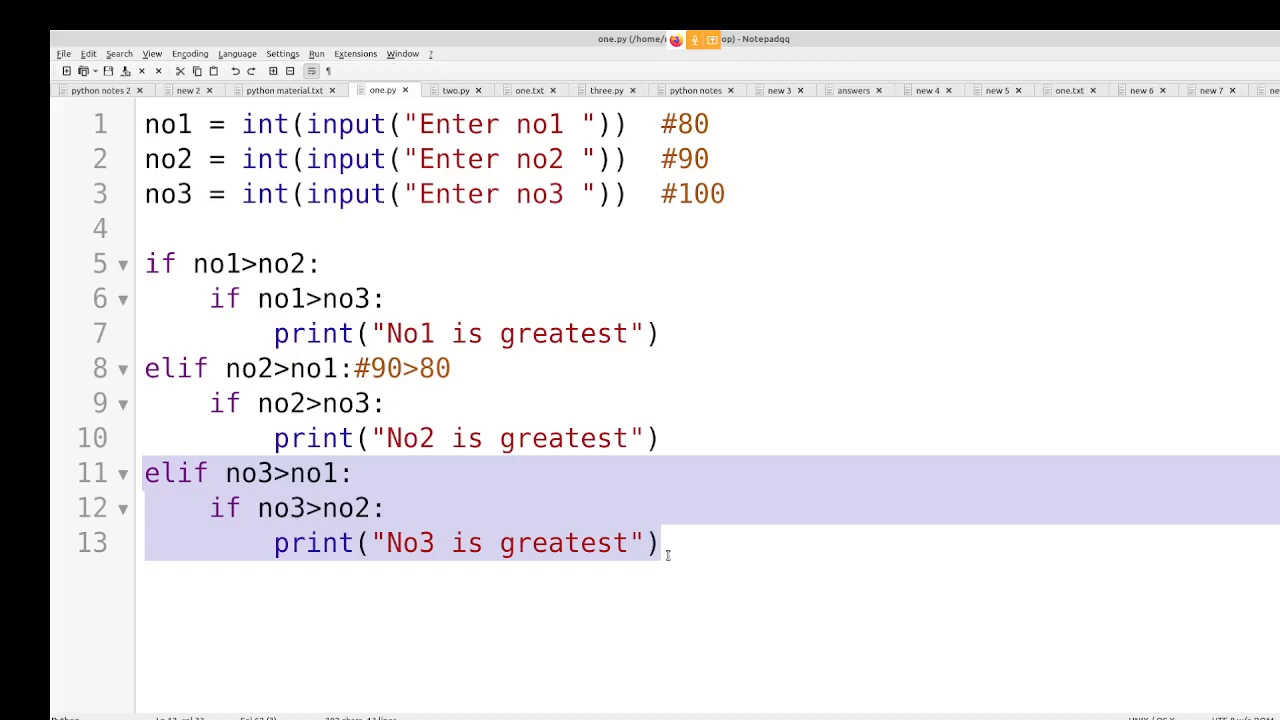 one.py (/home/ op) - Notepadqq
File Edit Search View Encoding Language Settings Run Extensions Window ?
python notes 2 new 2 python material.txt one.py two.py one.txt three.py python notes new 3 answers new 4 new 5 one.txt new 6 new 7
1 no1 = int(input("Enter no1 ")) #80
2 no2 = int(input("Enter no2 ")) #90
3 no3 = int(input("Enter no3 ")) #100
4
5 if no1>no2:
6 if no1>no3:
7 print("No1 is greatest")
8 elif no2>no1:#90>80
9 if no2>no3:
10 print("No2 is greatest")
11 elif no3>no1:
12 if no3>no2:
13 print("No3 is greatest")